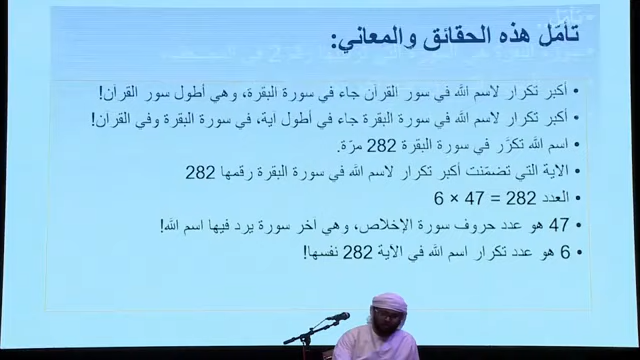 تأمّل هذه الحقائق والمعاني:
• أكبر تكرار لاسم الله في سور القرآن جاء في سورة البقرة، وهي أطول سور القرآن!
• أكبر تكرار لاسم الله في سورة البقرة جاء في أطول آية، في سورة البقرة وفي القرآن!
• اسم الله تكرَّر في سورة البقرة 282 مرّة.
• الآية التي تضمّنت أكبر تكرار لاسم الله في سورة البقرة رقمها 282
• العدد 282 = 47 × 6
• 47 هو عدد حروف سورة الإخلاص، وهي آخر سورة يرد فيها اسم الله!
• 6 هو عدد تكرار اسم الله في الآية 282 نفسها!